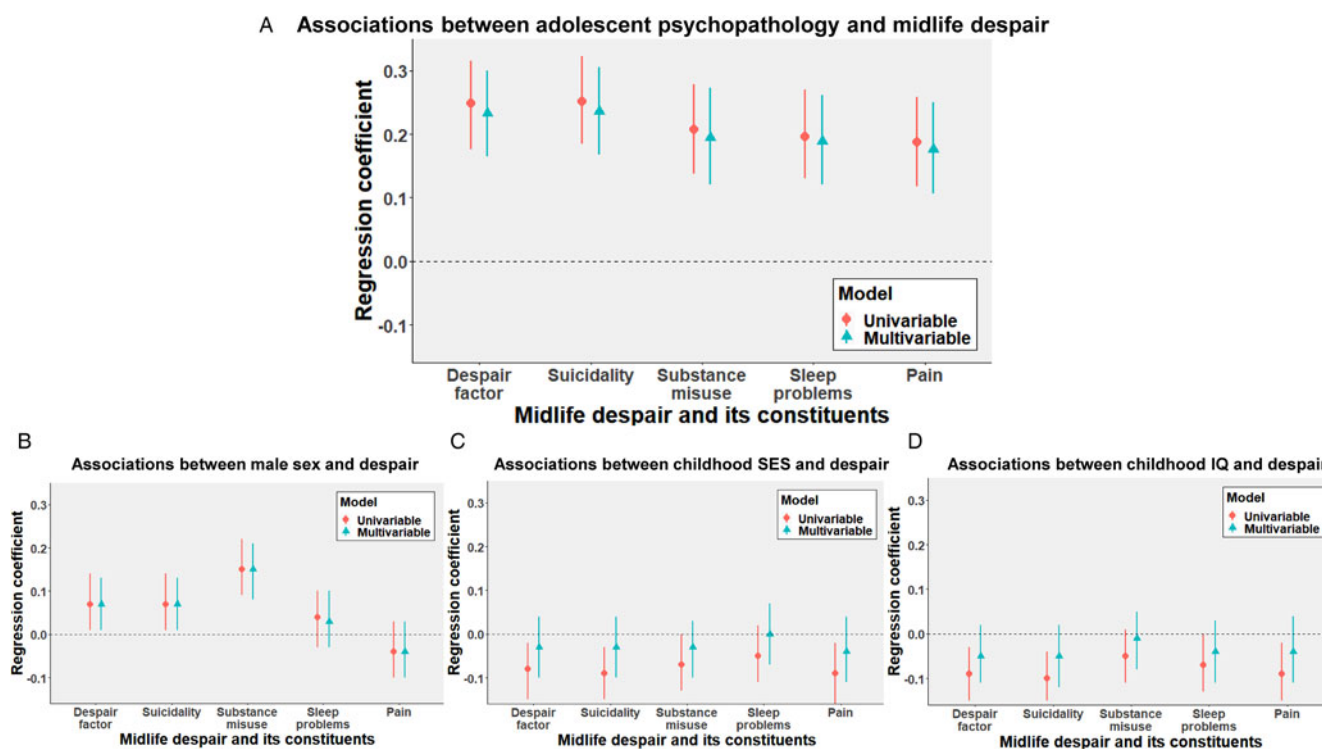 A Associations between adolescent psychopathology and midlife despair
Regression coefficient
0.3
0.2
0.1
0.0
-0.1
Model
Univariable
Multivariable
Despair factor
Suicidality
Substance misuse
Sleep problems
Pain
Midlife despair and its constituents
B
Associations between male sex and despair
Regression coefficient
0.3
0.2
0.1
0.0
-0.1
Model
Univariable
Multivariable
Despair factor
Suicidality
Substance misuse
Sleep problems
Pain
Midlife despair and its constituents
C
Associations between childhood SES and despair
Regression coefficient
0.3
0.2
0.1
0.0
-0.1
Model
Univariable
Multivariable
Despair factor
Suicidality
Substance misuse
Sleep problems
Pain
Midlife despair and its constituents
D
Associations between childhood IQ and despair
Regression coefficient
0.3
0.2
0.1
0.0
-0.1
Model
Univariable
Multivariable
Despair factor
Suicidality
Substance misuse
Sleep problems
Pain
Midlife despair and its constituents